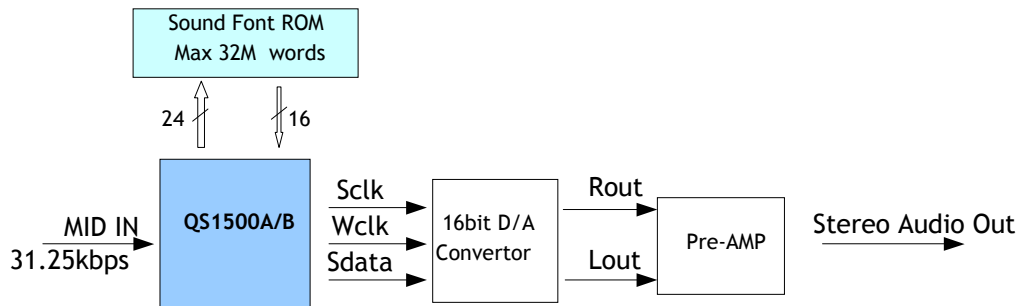 Sound Font ROM
Max 32M words
24
16
QS1500A/B
MID IN
31.25kbps
Sclk
Wclk
Sdata
16bit D/A
Convertor
Rout
Lout
Pre-AMP
Stereo Audio Out